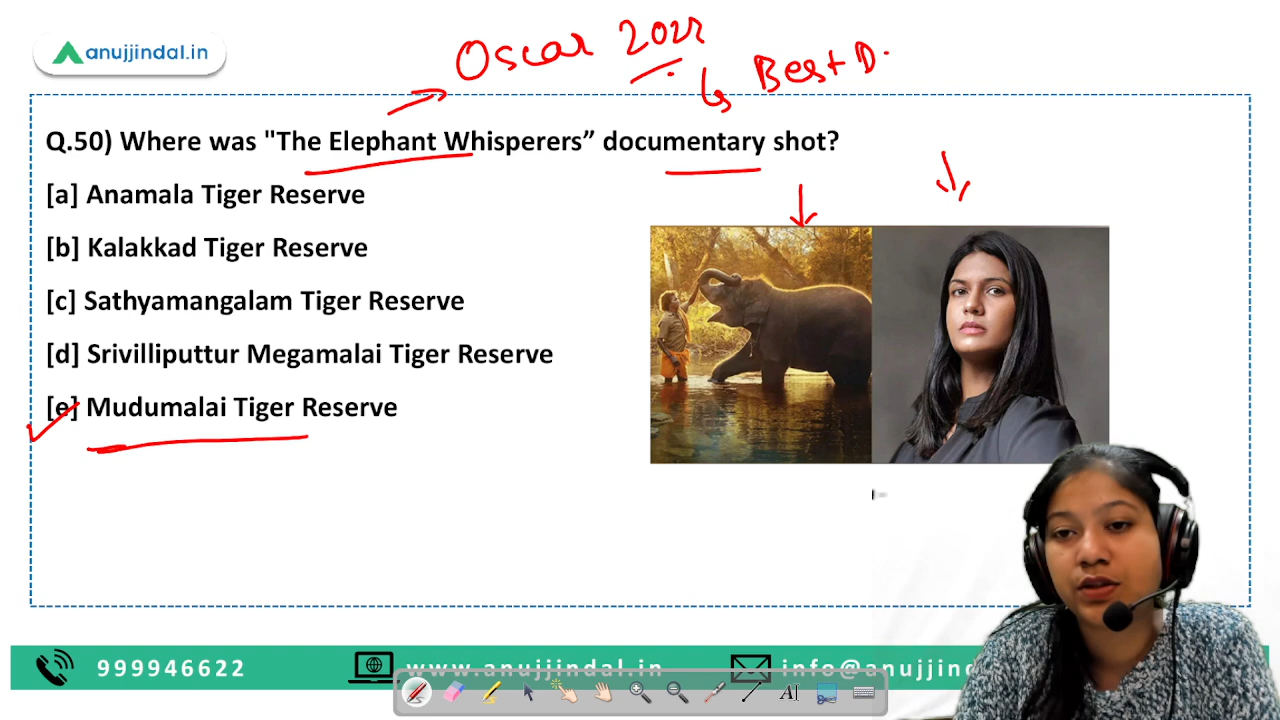 anujjindal.in
Oscar 2022
Best D.
Q.50) Where was "The Elephant Whisperers” documentary shot?
[a] Anamala Tiger Reserve
[b] Kalakkad Tiger Reserve
[c] Sathyamangalam Tiger Reserve
[d] Srivilliputtur Megamalai Tiger Reserve
[e] Mudumalai Tiger Reserve
999946622
www.anujjindal.in
info@anujjind
AI